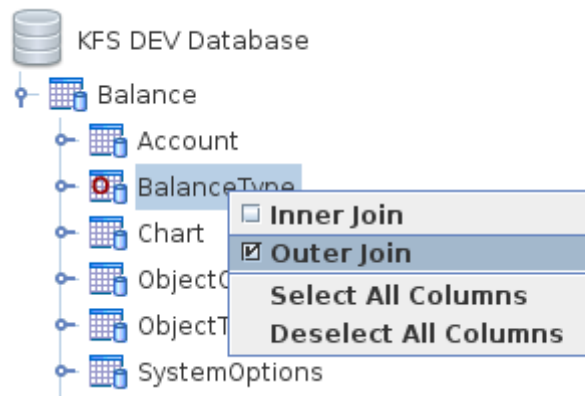 KFS DEV Database
Balance
Account
BalanceType
Inner Join
Chart
Outer Join
Select All Columns
Deselect All Columns
SystemOptions